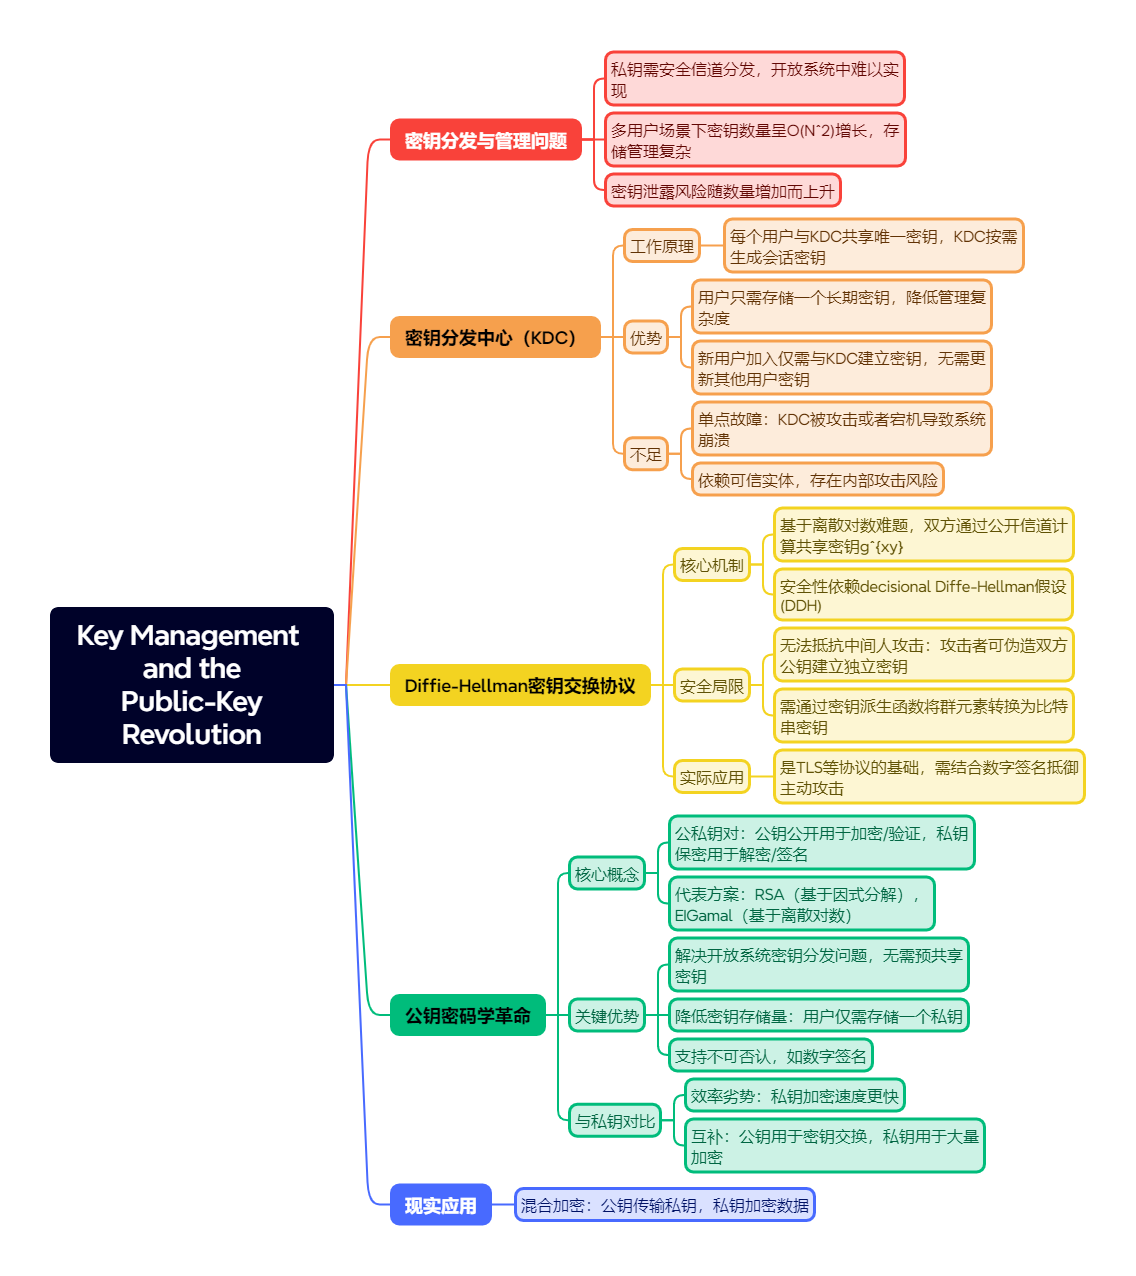 Key Management
and the
Public-Key
Revolution
密钥分发与管理问题
私钥需安全信道分发，开放系统中难以实
现
多用户场景下密钥数量呈O(N^2)增长，存
储管理复杂
密钥泄露风险随数量增加而上升
密钥分发中心（KDC）
工作原理
每个用户与KDC共享唯一密钥，KDC按需
生成会话密钥
优势
用户只需存储一个长期密钥，降低管理复
杂度
新用户加入仅需与KDC建立密钥，无需更
新其他用户密钥
不足
单点故障：KDC被攻击或者宕机导致系统
崩溃
依赖可信实体，存在内部攻击风险
Diffie-Hellman密钥交换协议
核心机制
基于离散对数难题，双方通过公开信道计
算共享密钥g^{xy}
安全性依赖decisional Diffe-Hellman假设
(DDH)
安全局限
无法抵抗中间人攻击：攻击者可伪造双方
公钥建立独立密钥
需通过密钥派生函数将群元素转换为比特
串密钥
实际应用
是TLS等协议的基础，需结合数字签名抵御
主动攻击
公钥密码学革命
核心概念
公私钥对：公钥公开用于加密/验证，私钥
保密用于解密/签名
代表方案：RSA（基于因式分解），
ElGamal（基于离散对数）
关键优势
解决开放系统密钥分发问题，无需预共享
密钥
降低密钥存储量：用户仅需存储一个私钥
支持不可否认，如数字签名
与私钥对比
效率劣势：私钥加密速度更快
互补：公钥用于密钥交换，私钥用于大量
加密
现实应用
混合加密：公钥传输私钥，私钥加密数据